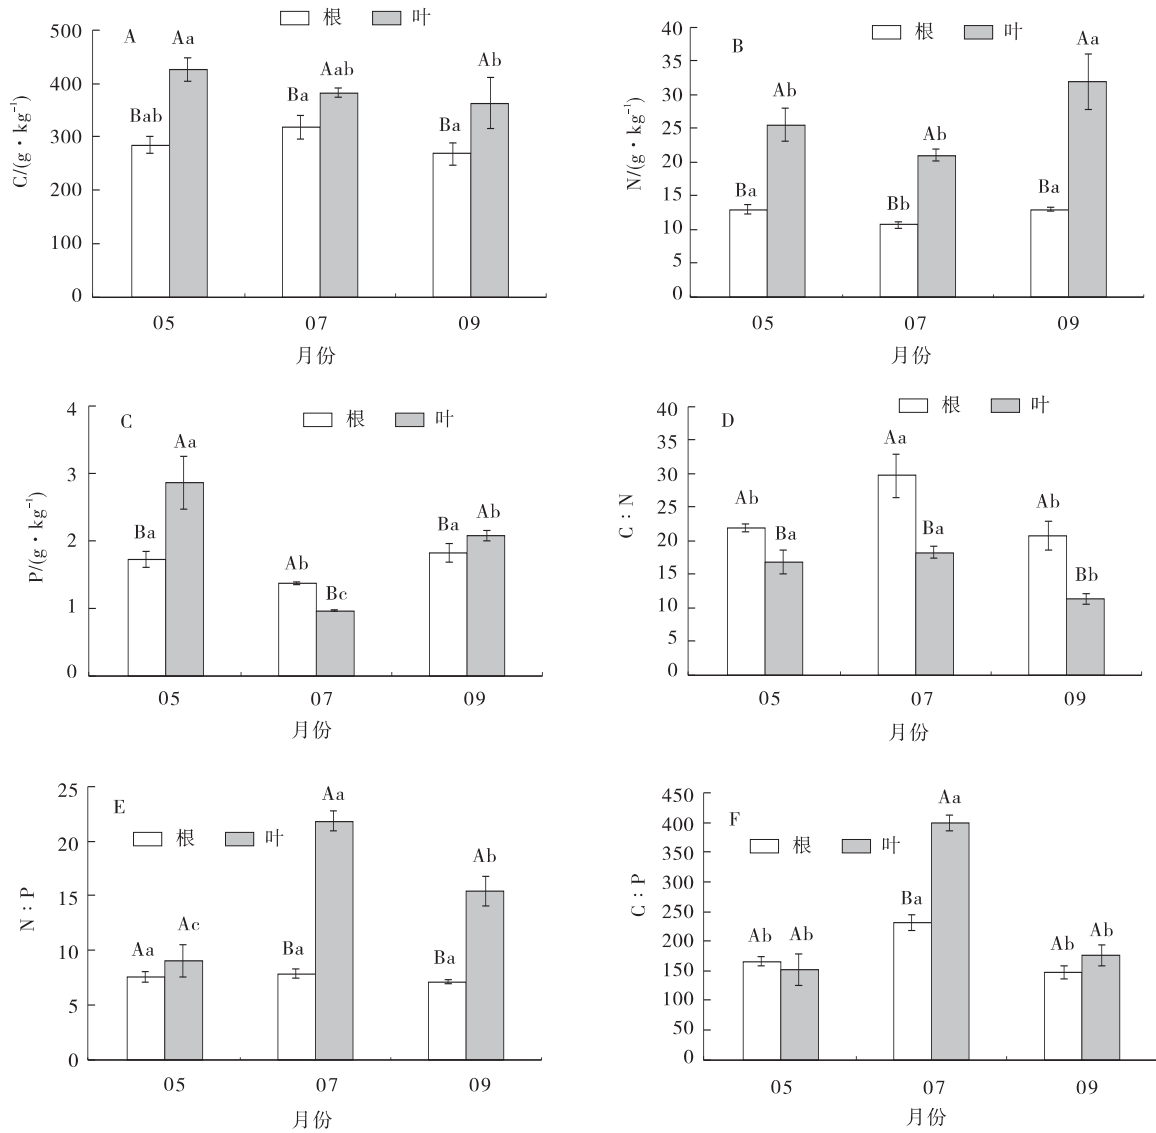 A
根 叶
C/(g·kg⁻¹)
500
400
300
200
100
0
Bab
Aa
Ba
Aab
Ba
Ab
05 07 09
月份
B
根 叶
N/(g·kg⁻¹)
40
35
30
25
20
15
10
5
0
Ba
Ab
Bb
Ab
Ba
Aa
05 07 09
月份
C
根 叶
P/(g·kg⁻¹)
4
3
2
1
0
Ba
Aa
Ab
Bc
Ba
Ab
05 07 09
月份
D
根 叶
C:N
40
35
30
25
20
15
10
5
0
Ab
Ba
Aa
Ba
Ab
Bb
05 07 09
月份
E
根 叶
N:P
25
20
15
10
5
0
Aa
Ac
Ba
Aa
Ba
Ab
05 07 09
月份
F
根 叶
C:P
450
400
350
300
250
200
150
100
50
0
Ab
Ab
Ba
Aa
Ab
Ab
05 07 09
月份